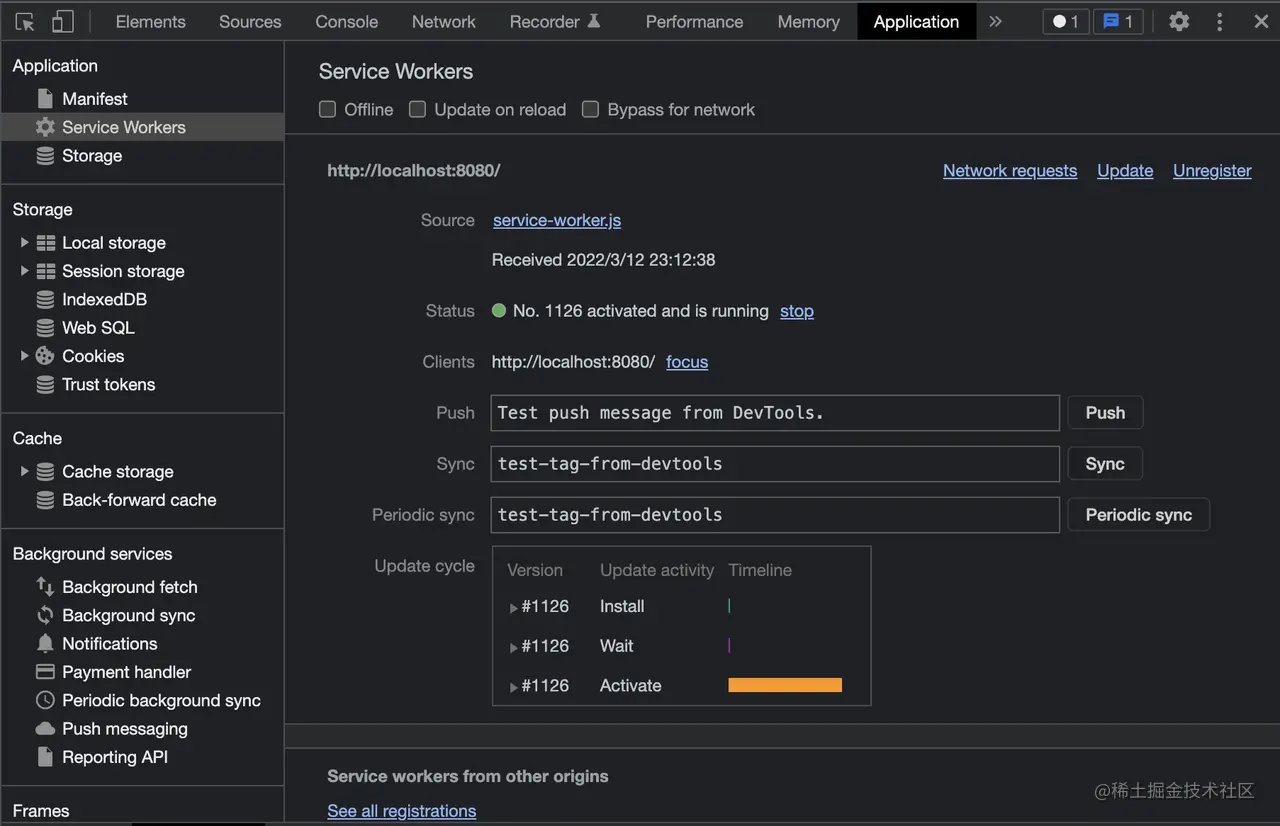 Elements Sources Console Network Recorder Performance Memory Application 1 1
Application
Manifest
Service Workers
Storage
Storage
Local storage
Session storage
IndexedDB
Web SQL
Cookies
Trust tokens
Cache
Cache storage
Back-forward cache
Background services
Background fetch
Background sync
Notifications
Payment handler
Periodic background sync
Push messaging
Reporting API
Frames
Service Workers
Offline Update on reload Bypass for network
http://localhost:8080/ Network requests Update Unregister
Source service-worker.js
Received 2022/3/12 23:12:38
Status No. 1126 activated and is running stop
Clients http://localhost:8080/ focus
Push Test push message from DevTools. Push
Sync test-tag-from-devtools Sync
Periodic sync test-tag-from-devtools Periodic sync
Update cycle Version Update activity Timeline
#1126 Install
#1126 Wait
#1126 Activate
Service workers from other origins
See all registrations
@稀土掘金技术社区